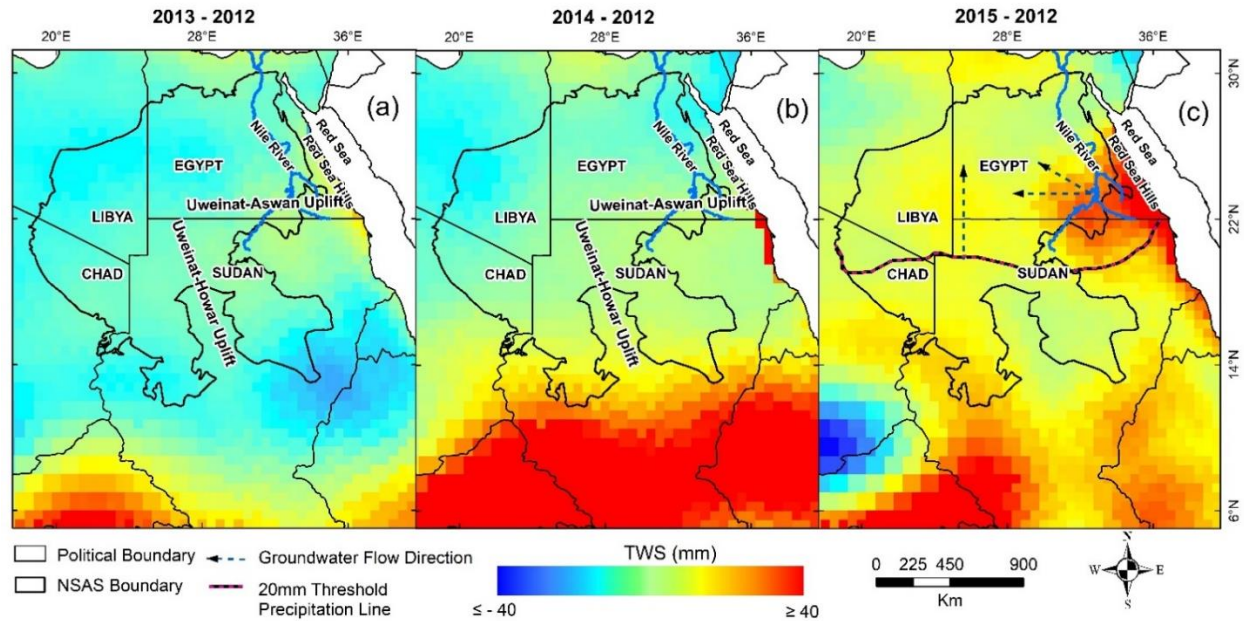 2013 - 2012
2014 - 2012
2015 - 2012
20°E
28°E
36°E
20°E
28°E
36°E
20°E
28°E
36°E
(a)
(b)
(c)
30°N
22°N
14°N
6°N
Nile River
Red Sea
Red Sea Hills
EGYPT
Uweinat-Aswan Uplift
LIBYA
Uweinat-Howar Uplift
CHAD
SUDAN
Nile River
Red Sea
Red Sea Hills
EGYPT
Uweinat-Aswan Uplift
LIBYA
Uweinat-Howar Uplift
CHAD
SUDAN
Nile River
Red Sea
Red Sea Hills
EGYPT
LIBYA
CHAD
SUDAN
Political Boundary
Groundwater Flow Direction
NSAS Boundary
20mm Threshold
Precipitation Line
TWS (mm)
≤ - 40
≥ 40
0 225 450 900
Km
N
W E
S